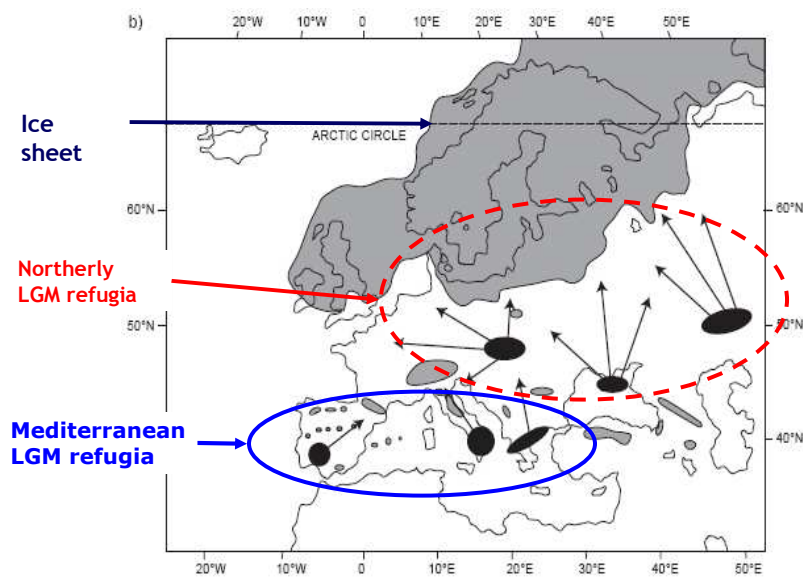 b)
20°W 10°W 0 10°E 20°E 30°E 40°E 50°E
Ice
sheet
ARCTIC CIRCLE
60°N
60°N
Northerly
LGM refugia
50°N
50°N
Mediterranean
LGM refugia
40°N
20°W 10°W 0 10°E 20°E 30°E 40°E 50°E